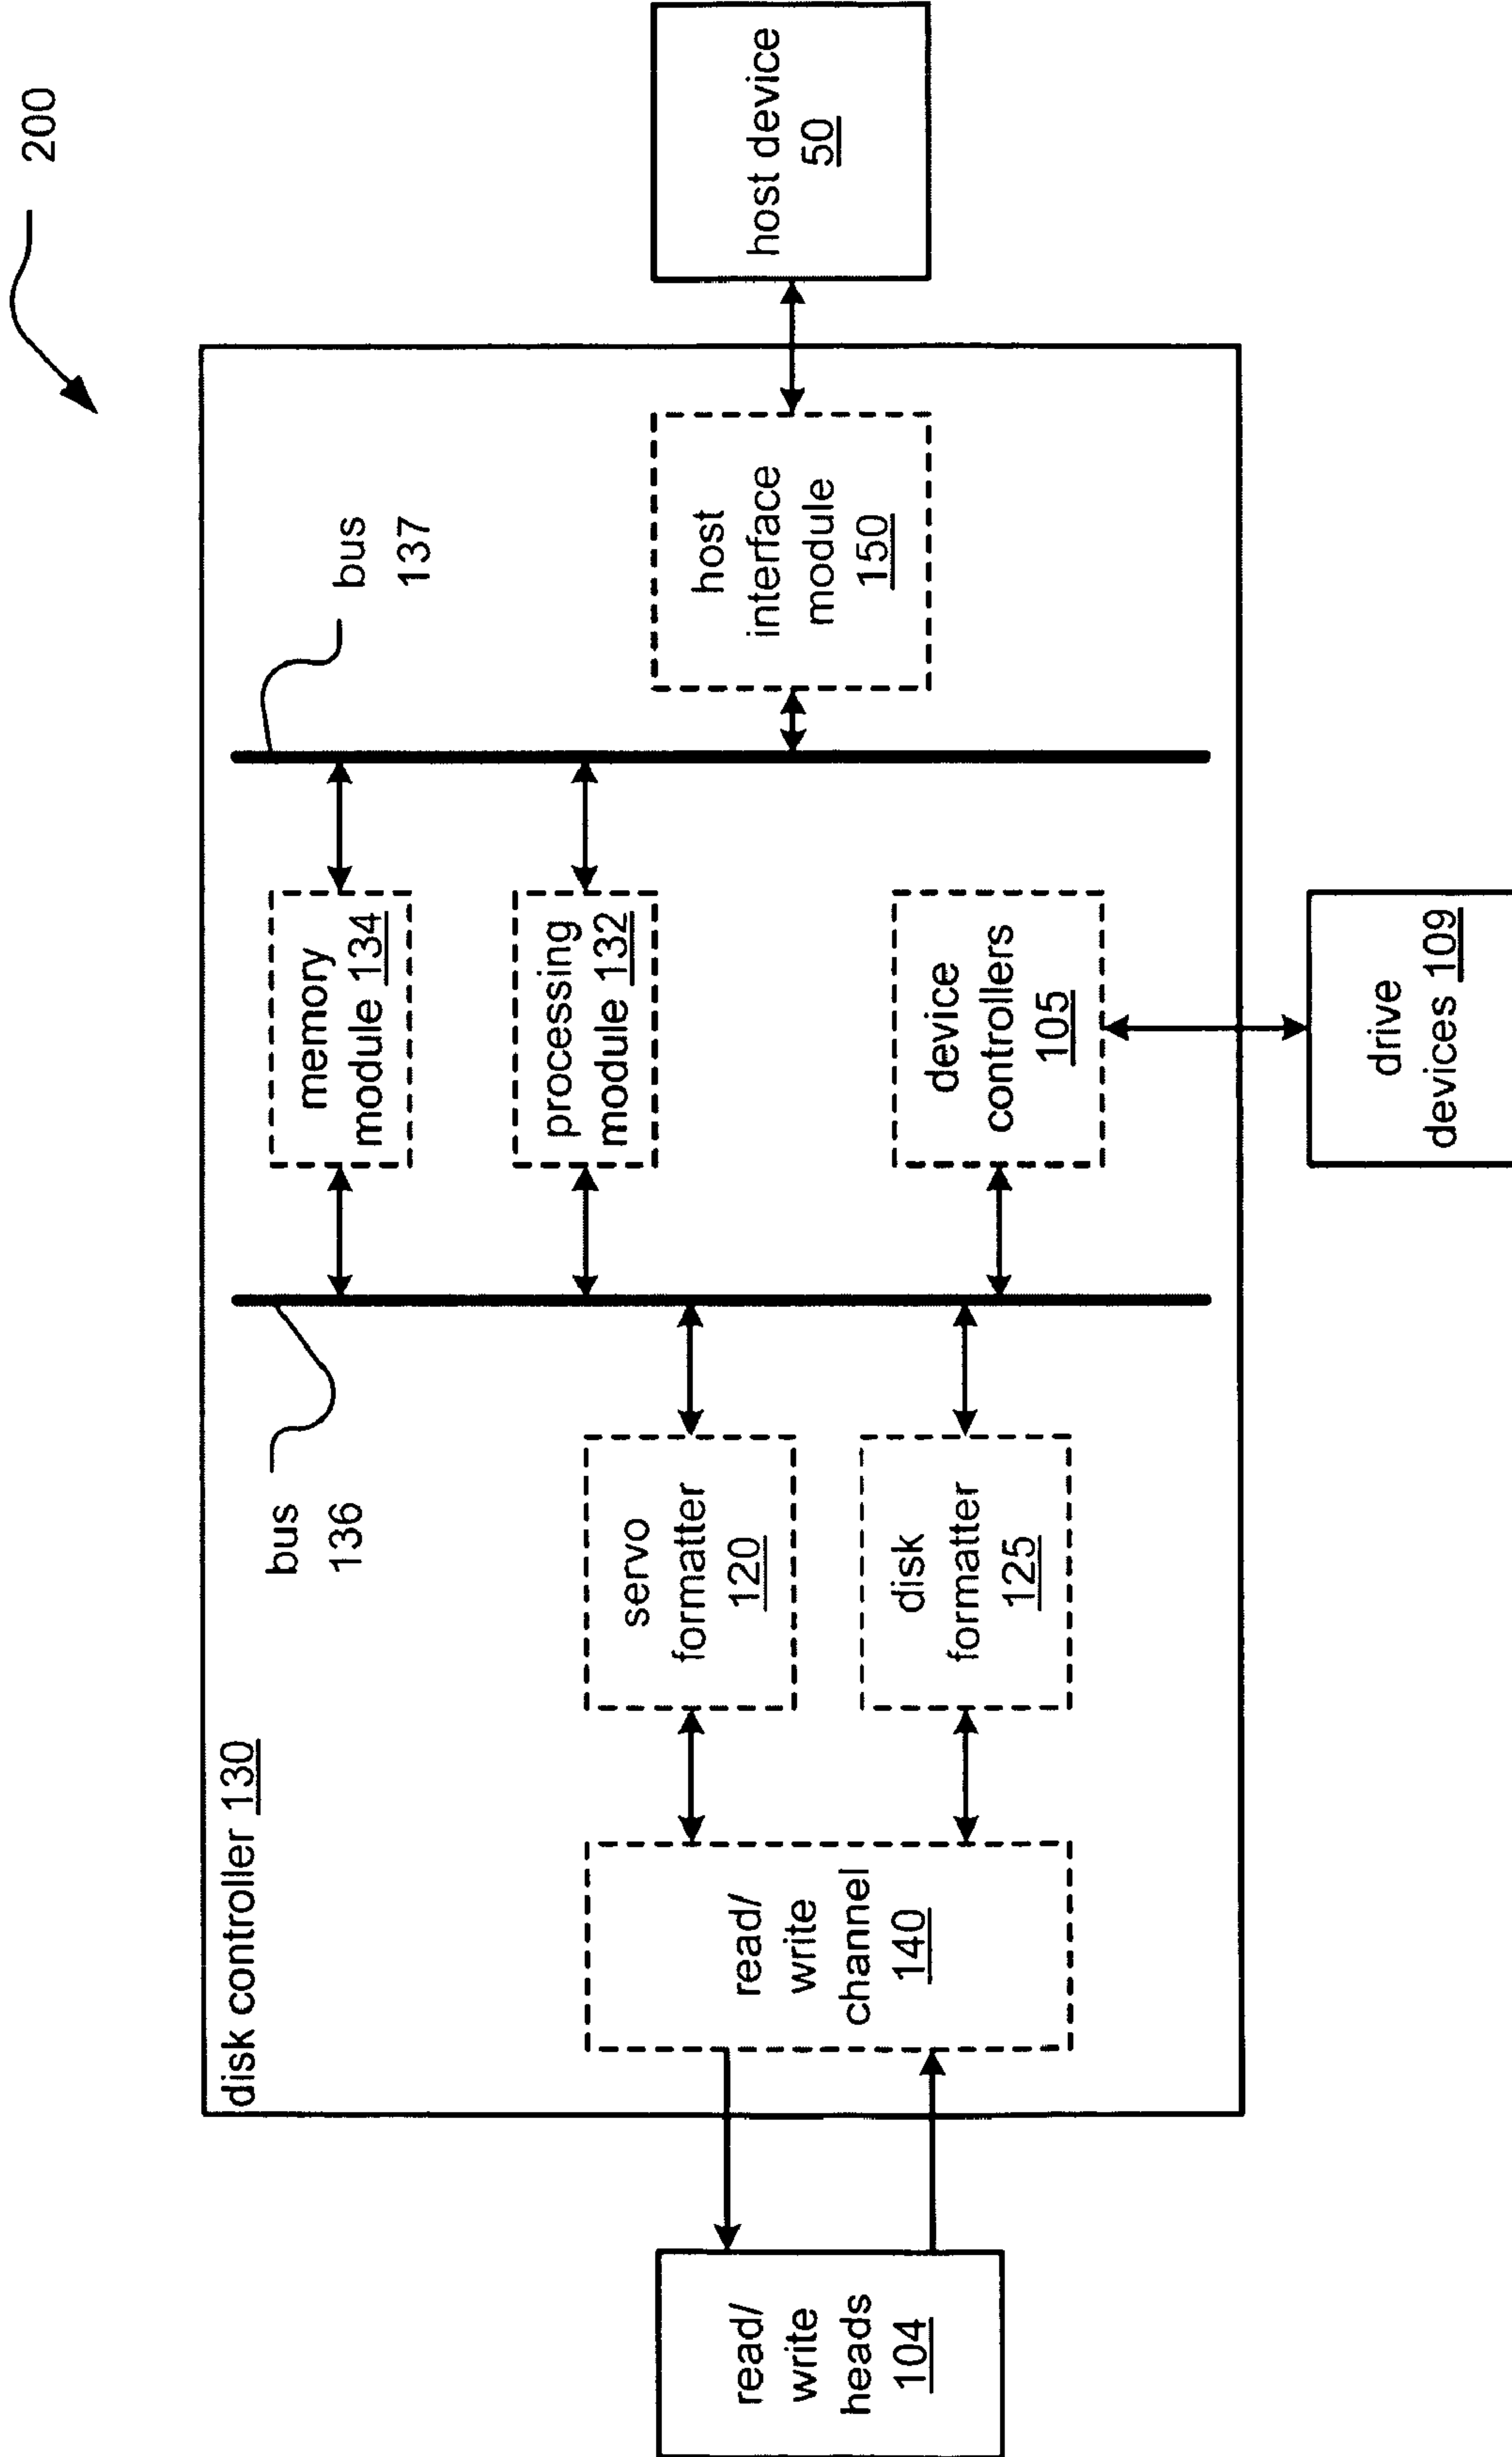 200
disk controller 130
bus
136
bus
137
memory
module 134
processing
module 132
servo
formatter
120
disk
formatter
125
device
controllers
105
read/
write
channel
140
host
interface
module
150
read/
write
heads
104
host device
50
drive
devices 109